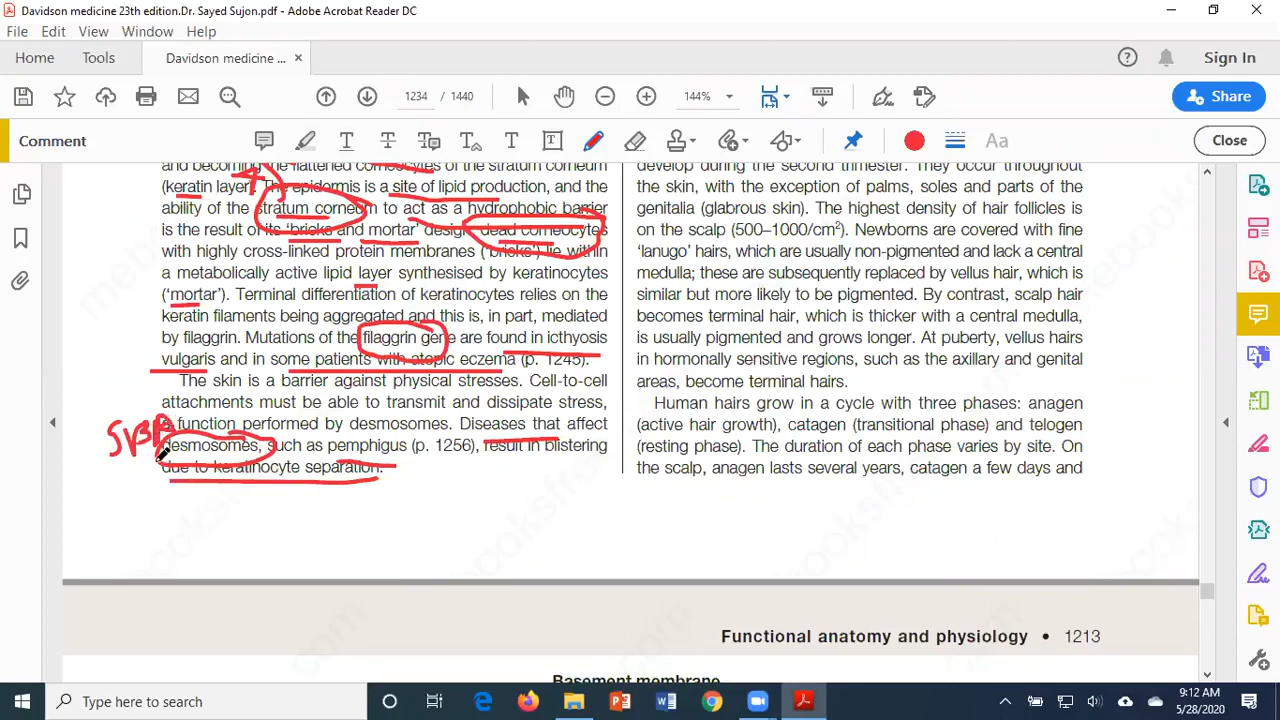 Davidson medicine 23th edition.Dr. Sayed Sujon.pdf - Adobe Acrobat Reader DC
File Edit View Window Help
Home Tools Davidson medicine ... × Sign In
1234 / 1440 144% Share
Comment Close
and becoming the flattened corneocytes of the stratum corneum
(keratin layer). The epidermis is a site of lipid production, and the
ability of the stratum corneum to act as a hydrophobic barrier
is the result of its ‘bricks and mortar’ design; dead corneocytes
with highly cross-linked protein membranes (‘bricks’) lie within
a metabolically active lipid layer synthesised by keratinocytes
(‘mortar’). Terminal differentiation of keratinocytes relies on the
keratin filaments being aggregated and this is, in part, mediated
by filaggrin. Mutations of the filaggrin gene are found in icthyosis
vulgaris and in some patients with atopic eczema (p. 1245).
The skin is a barrier against physical stresses. Cell-to-cell
attachments must be able to transmit and dissipate stress,
a function performed by desmosomes. Diseases that affect
desmosomes, such as pemphigus (p. 1256), result in blistering
due to keratinocyte separation.
develop during the second trimester. They occur throughout
the skin, with the exception of palms, soles and parts of the
genitalia (glabrous skin). The highest density of hair follicles is
on the scalp (500–1000/cm2). Newborns are covered with fine
‘lanugo’ hairs, which are usually non-pigmented and lack a central
medulla; these are subsequently replaced by vellus hair, which is
similar but more likely to be pigmented. By contrast, scalp hair
becomes terminal hair, which is thicker with a central medulla,
is usually pigmented and grows longer. At puberty, vellus hairs
in hormonally sensitive regions, such as the axillary and genital
areas, become terminal hairs.
Human hairs grow in a cycle with three phases: anagen
(active hair growth), catagen (transitional phase) and telogen
(resting phase). The duration of each phase varies by site. On
the scalp, anagen lasts several years, catagen a few days and
Functional anatomy and physiology • 1213
Basement membrane
Type here to search
9:12 AM
5/28/2020